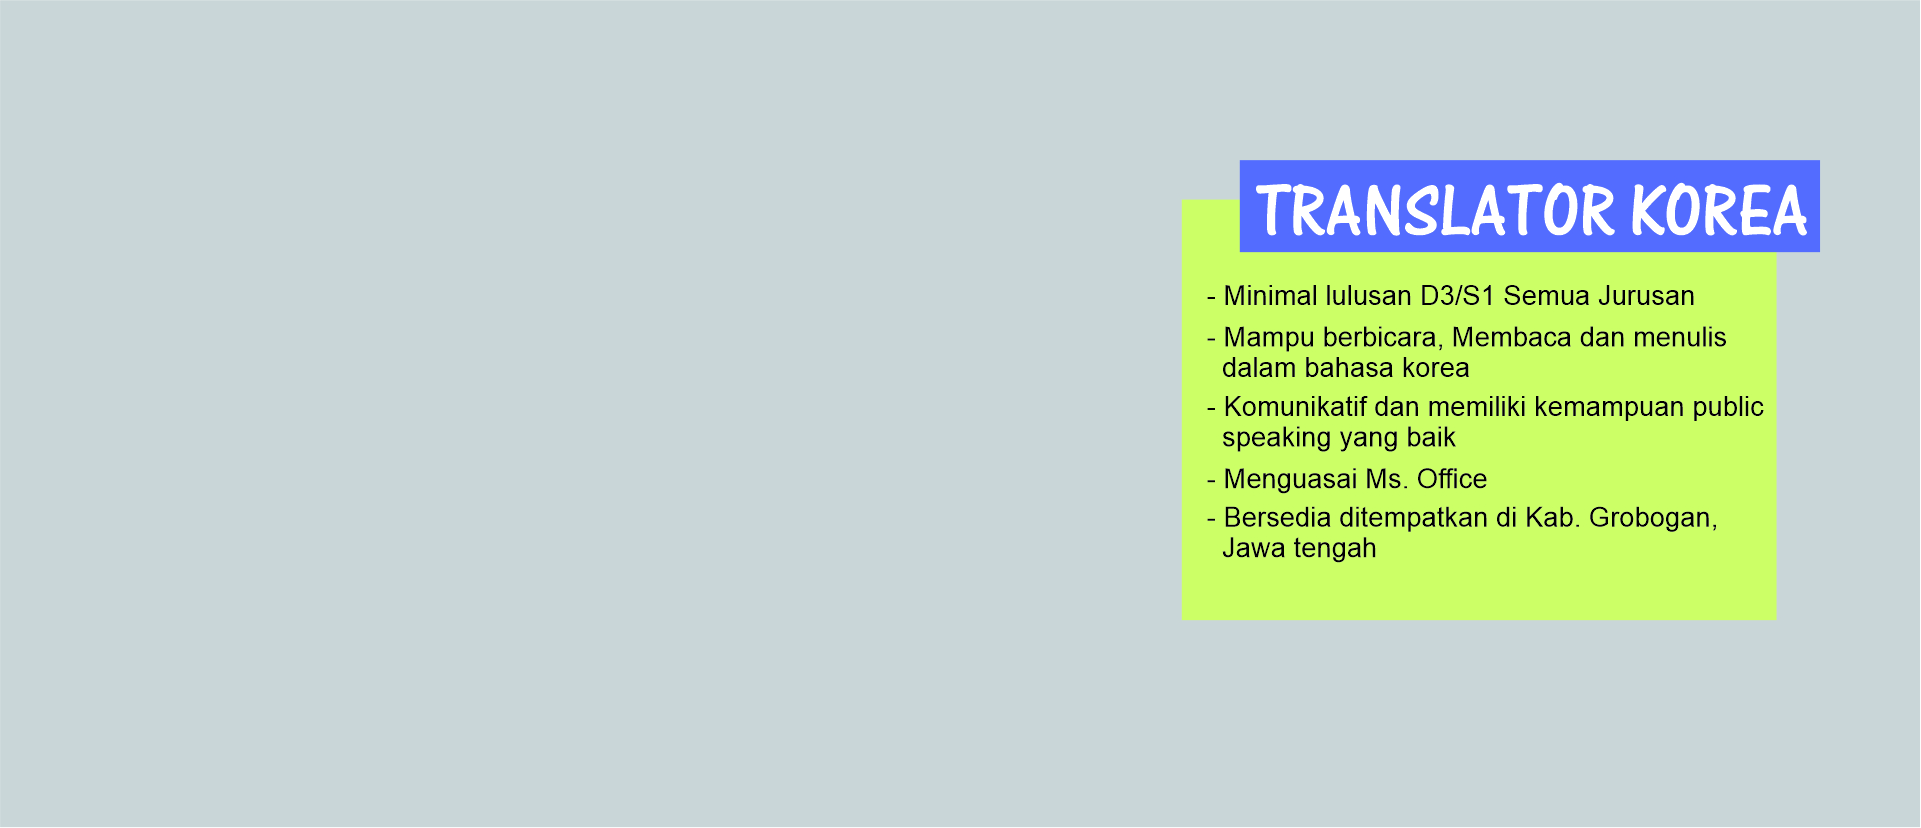 TRANSLATOR KOREA
- Minimal lulusan D3/S1 Semua Jurusan
- Mampu berbicara, Membaca dan menulis
dalam bahasa korea
- Komunikatif dan memiliki kemampuan public
speaking yang baik
- Menguasai Ms. Office
- Bersedia ditempatkan di Kab. Grobogan,
Jawa tengah